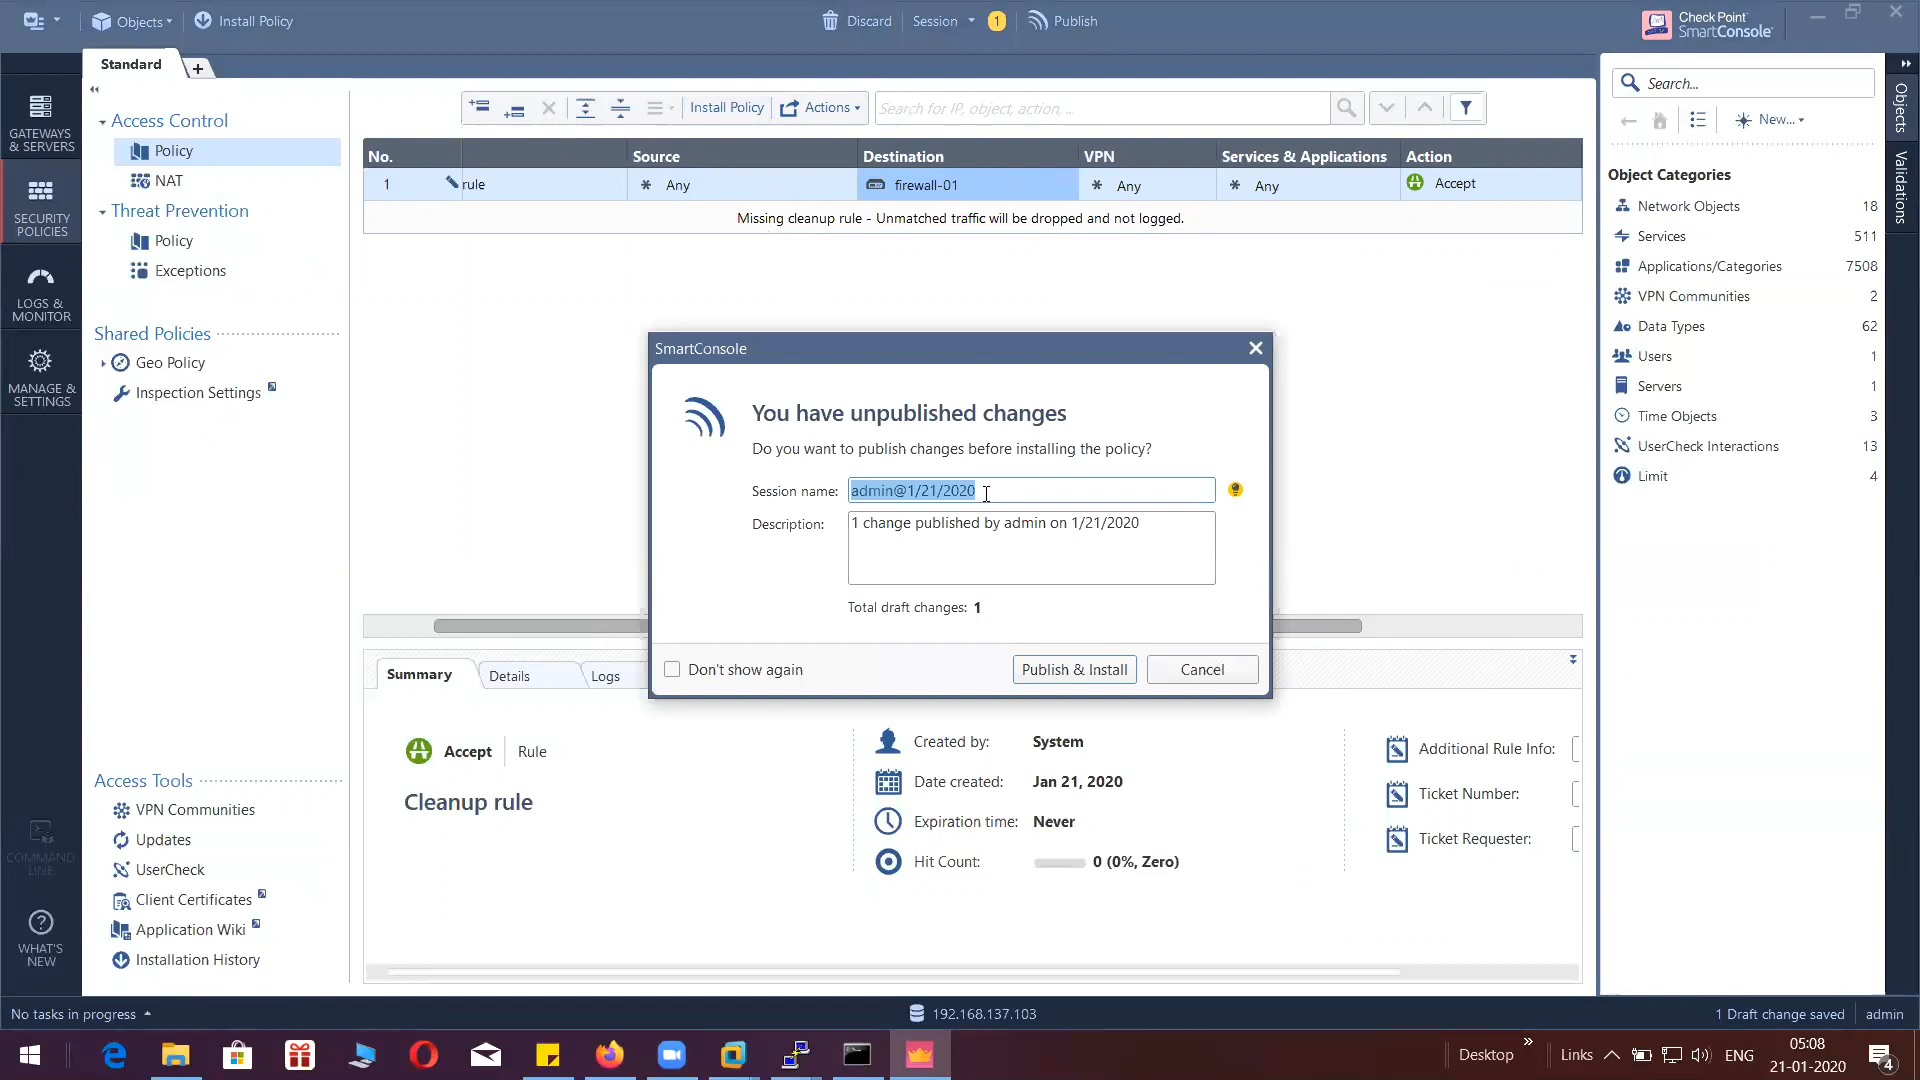 Objects
Install Policy
Discard
Session
1
Publish
Check Point
SmartConsole
Standard
+
Install Policy
Actions
Search for IP, object, action, ...
Search...
New...
GATEWAYS
& SERVERS
SECURITY
POLICIES
LOGS &
MONITOR
MANAGE &
SETTINGS
COMMAND
LINE
WHAT'S
NEW
Access Control
Policy
NAT
Threat Prevention
Policy
Exceptions
Shared Policies
Geo Policy
Inspection Settings
Access Tools
VPN Communities
Updates
UserCheck
Client Certificates
Application Wiki
Installation History
No. Source Destination VPN Services & Applications Action
1 rule Any firewall-01 Any Any Accept
Missing cleanup rule - Unmatched traffic will be dropped and not logged.
SmartConsole
You have unpublished changes
Do you want to publish changes before installing the policy?
Session name: admin@1/21/2020
Description: 1 change published by admin on 1/21/2020
Total draft changes: 1
Don't show again
Publish & Install
Cancel
Summary
Details
Logs
Accept Rule
Cleanup rule
Created by: System
Date created: Jan 21, 2020
Expiration time: Never
Hit Count: 0 (0%, Zero)
Additional Rule Info:
Ticket Number:
Ticket Requester:
Object Categories
Network Objects 18
Services 511
Applications/Categories 7508
VPN Communities 2
Data Types 62
Users 1
Servers 1
Time Objects 3
UserCheck Interactions 13
Limit 4
Objects
Validations
No tasks in progress
192.168.137.103
1 Draft change saved
admin
Desktop
Links
ENG
05:08
21-01-2020
4